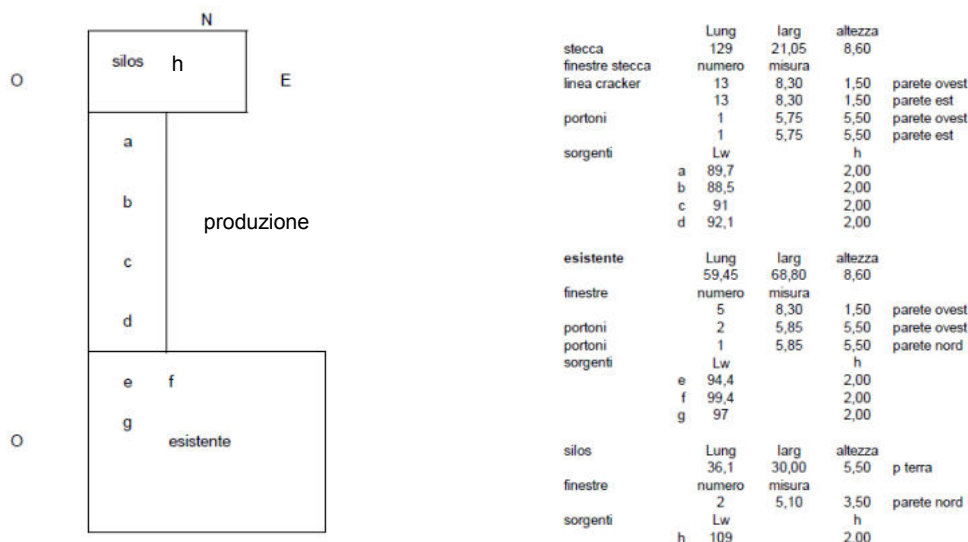 N
silos h
O E
a
b
produzione
c
d
e f
g
O esistente
Lung larg altezza
stecca 129 21,05 8,60
finestre stecca numero misura
linea cracker 13 8,30 1,50 parete ovest
13 8,30 1,50 parete est
portoni 1 5,75 5,50 parete ovest
1 5,75 5,50 parete est
sorgenti Lw h
a 89,7 2,00
b 88,5 2,00
c 91 2,00
d 92,1 2,00
esistente Lung larg altezza
59,45 68,80 8,60
finestre numero misura
5 8,30 1,50 parete ovest
portoni 2 5,85 5,50 parete ovest
portoni 1 5,85 5,50 parete nord
sorgenti Lw h
e 94,4 2,00
f 99,4 2,00
g 97 2,00
silos Lung larg altezza
36,1 30,00 5,50 p terra
finestre numero misura
2 5,10 3,50 parete nord
sorgenti Lw h
h 109 2,00